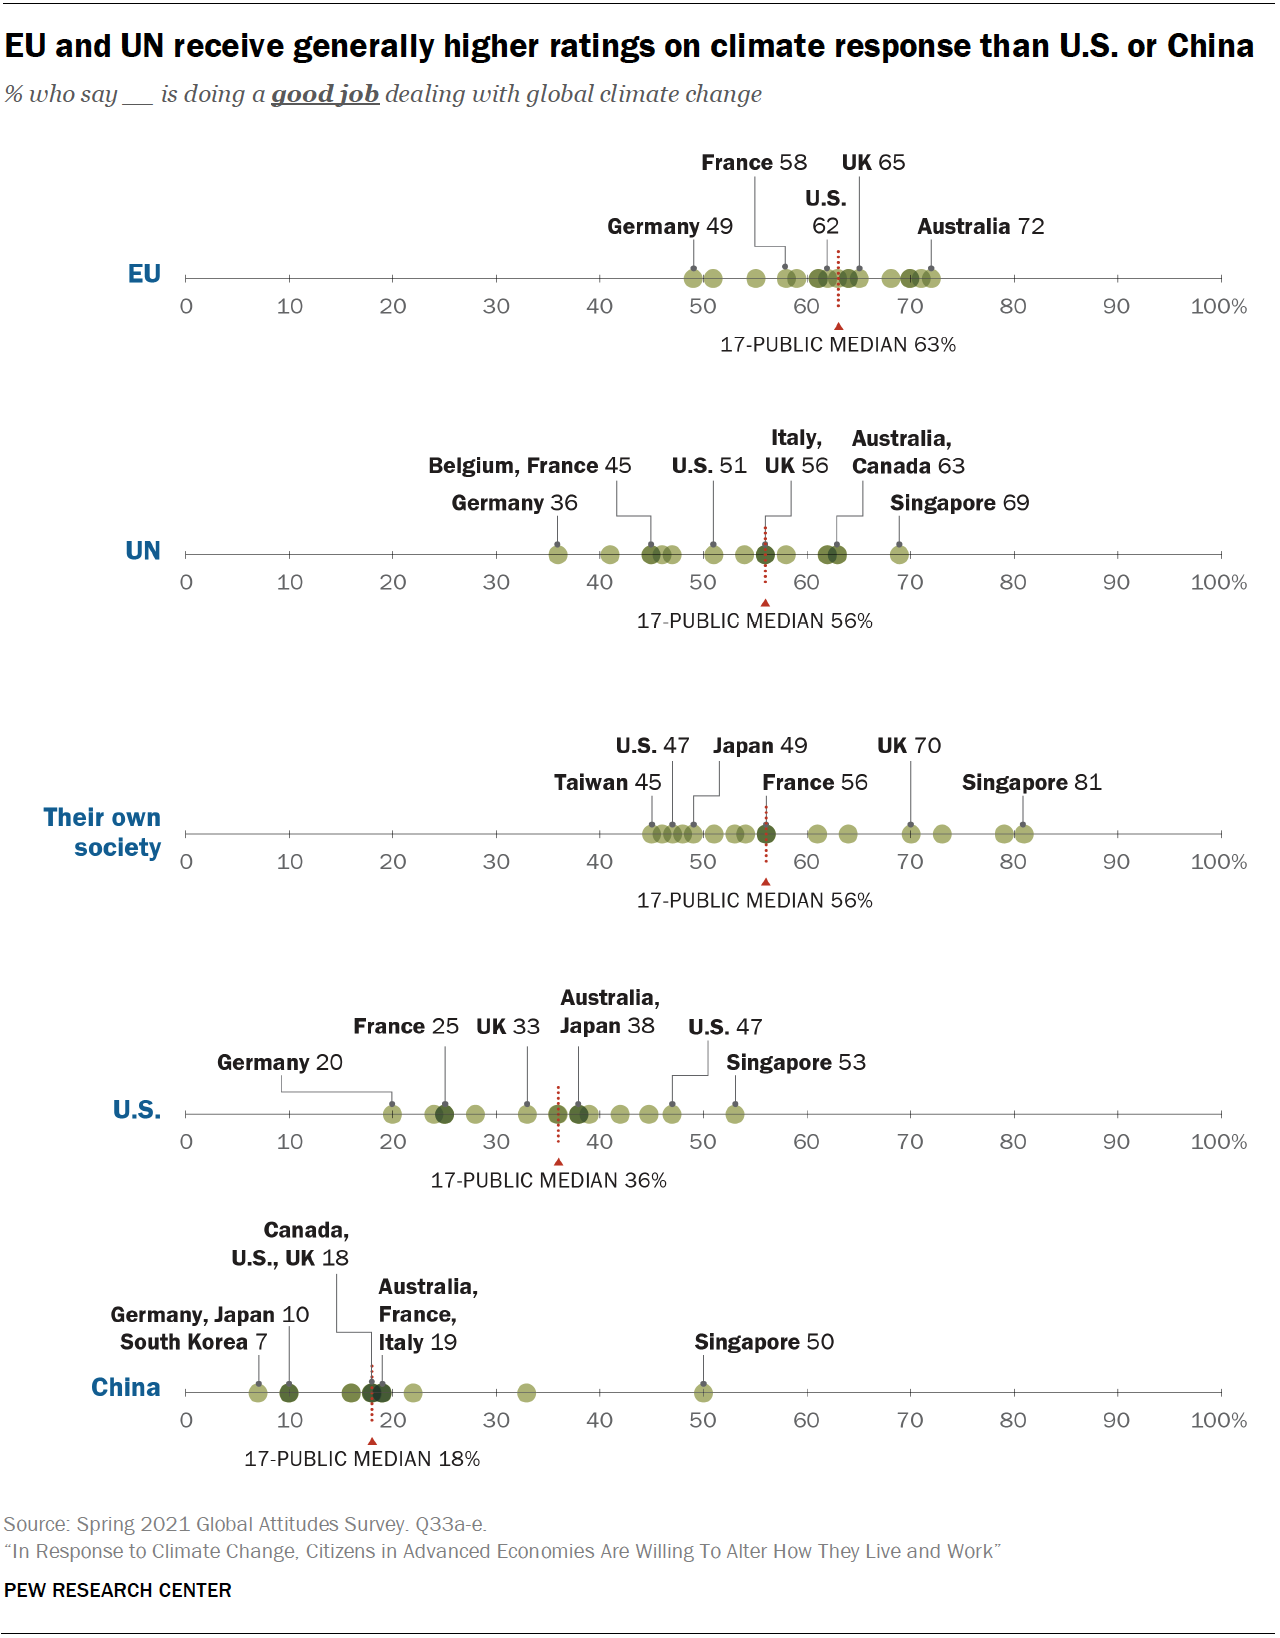 EU and UN receive generally higher ratings on climate response than U.S. or China
% who say __ is doing a good job dealing with global climate change
France 58 UK 65
U.S.
Germany 49 62 Australia 72
EU
0 10 20 30 40 50 60 70 80 90 100%
17-PUBLIC MEDIAN 63%
Italy, Australia,
Belgium, France 45 U.S. 51 UK 56 Canada 63
Germany 36 Singapore 69
UN
0 10 20 30 40 50 60 70 80 90 100%
17-PUBLIC MEDIAN 56%
U.S. 47 Japan 49 UK 70
Taiwan 45 France 56 Singapore 81
Their own
society
0 10 20 30 40 50 60 70 80 90 100%
17-PUBLIC MEDIAN 56%
Australia,
France 25 UK 33 Japan 38 U.S. 47
Germany 20 Singapore 53
U.S.
0 10 20 30 40 50 60 70 80 90 100%
17-PUBLIC MEDIAN 36%
Canada,
U.S., UK 18
Australia,
Germany, Japan 10 France,
South Korea 7 Italy 19 Singapore 50
China
0 10 20 30 40 50 60 70 80 90 100%
17-PUBLIC MEDIAN 18%
Source: Spring 2021 Global Attitudes Survey. Q33a-e.
“In Response to Climate Change, Citizens in Advanced Economies Are Willing To Alter How They Live and Work”
PEW RESEARCH CENTER